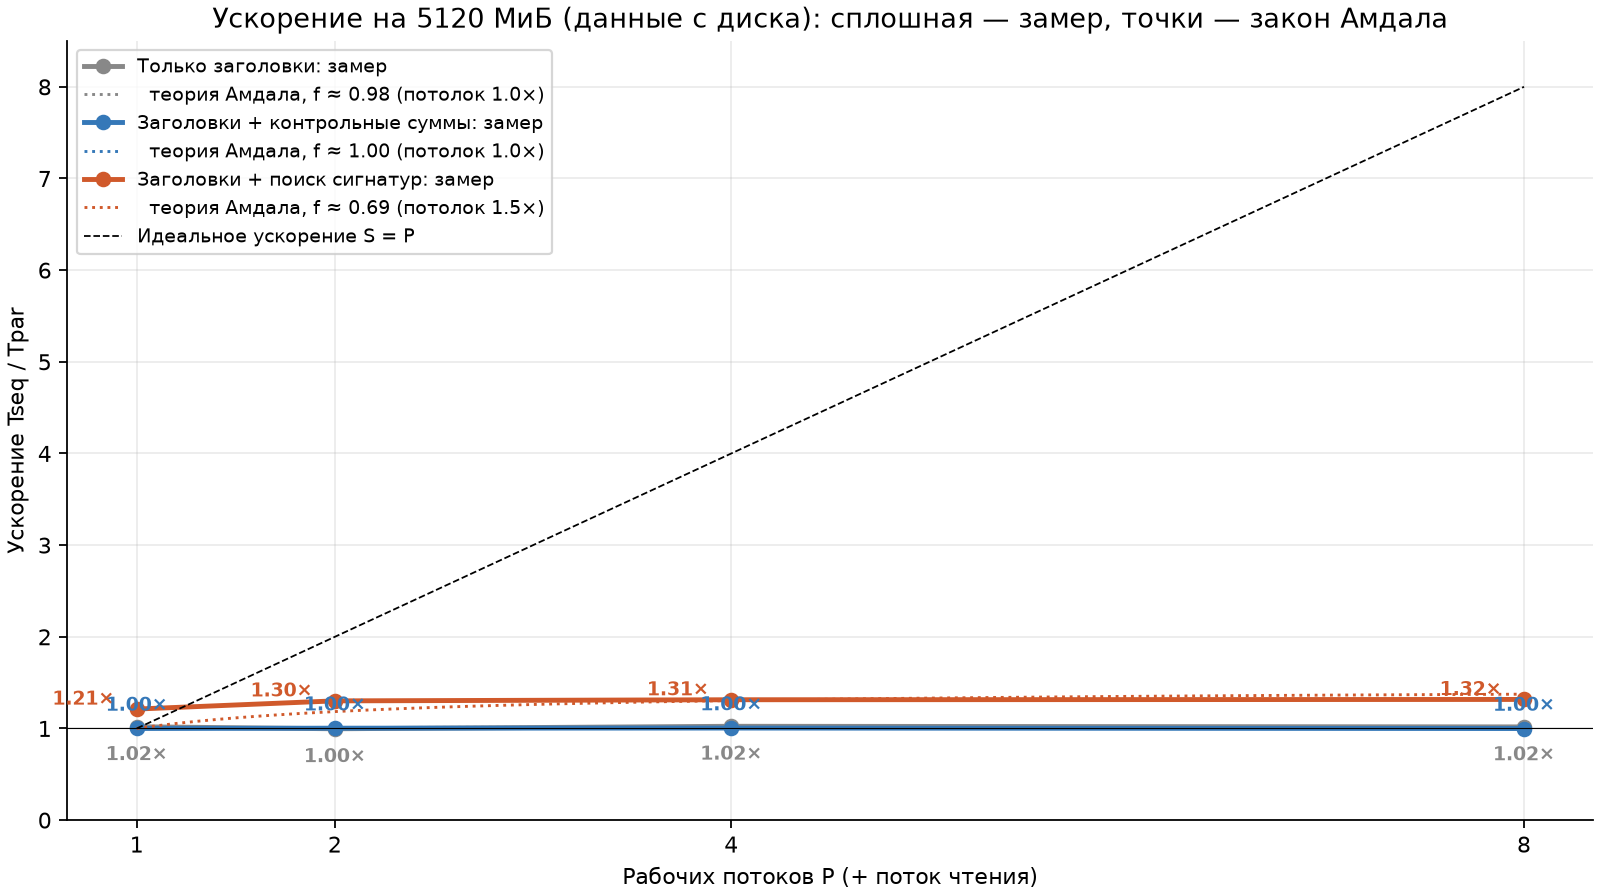 Ускорение на 5120 МиБ (данные с диска): сплошная — замер, точки — закон Амдала
Только заголовки: замер
теория Амдала, f ≈ 0.98 (потолок 1.0×)
Заголовки + контрольные суммы: замер
теория Амдала, f ≈ 1.00 (потолок 1.0×)
Заголовки + поиск сигнатур: замер
теория Амдала, f ≈ 0.69 (потолок 1.5×)
Идеальное ускорение S = P
Ускорение Tseq / Tpar
8
7
6
5
4
3
2
1
0
1.21×
1.30×
1.31×
1.32×
1.00×
1.00×
1.00×
1.00×
1.02×
1.00×
1.02×
1.02×
1
2
4
8
Рабочих потоков P (+ поток чтения)